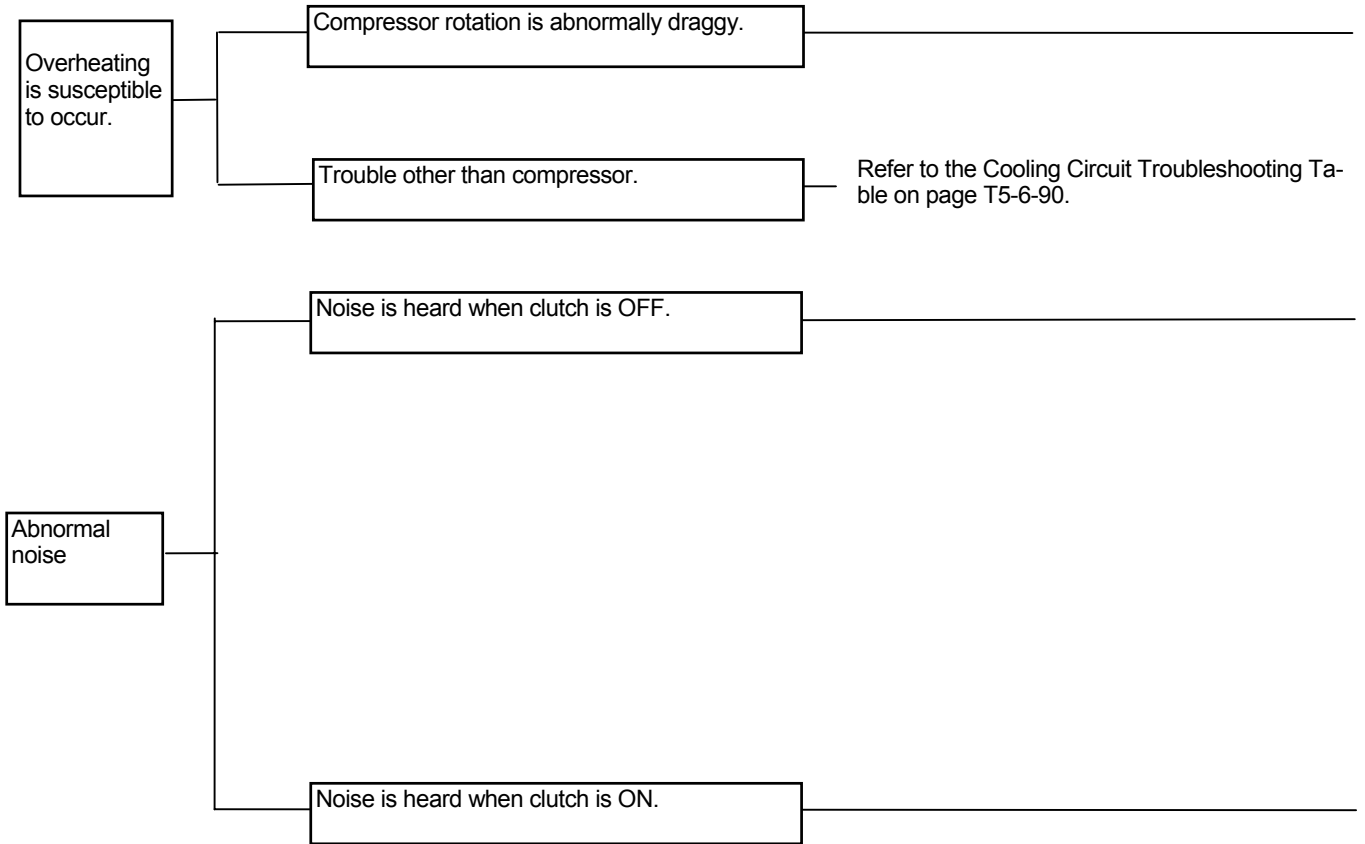 Compressor rotation is abnormally draggy.
Overheating
is susceptible
to occur.
Trouble other than compressor.
Refer to the Cooling Circuit Troubleshooting Ta-
ble on page T5-6-90.
Noise is heard when clutch is OFF.
Abnormal
noise
Noise is heard when clutch is ON.